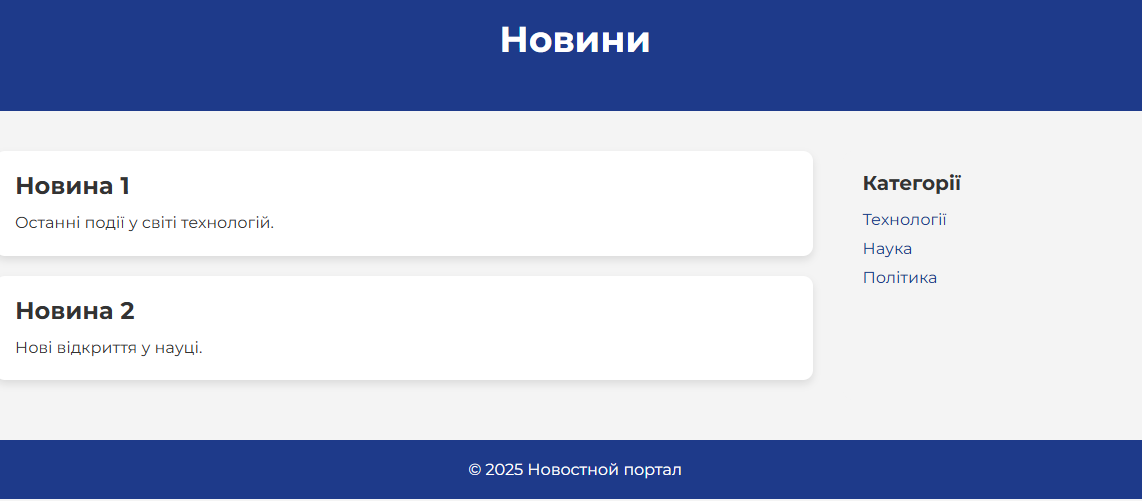 Новини
Новина 1
Останні події у світі технологій.
Новина 2
Нові відкриття у науці.
Категорії
Технології
Наука
Політика
© 2025 Новостной портал